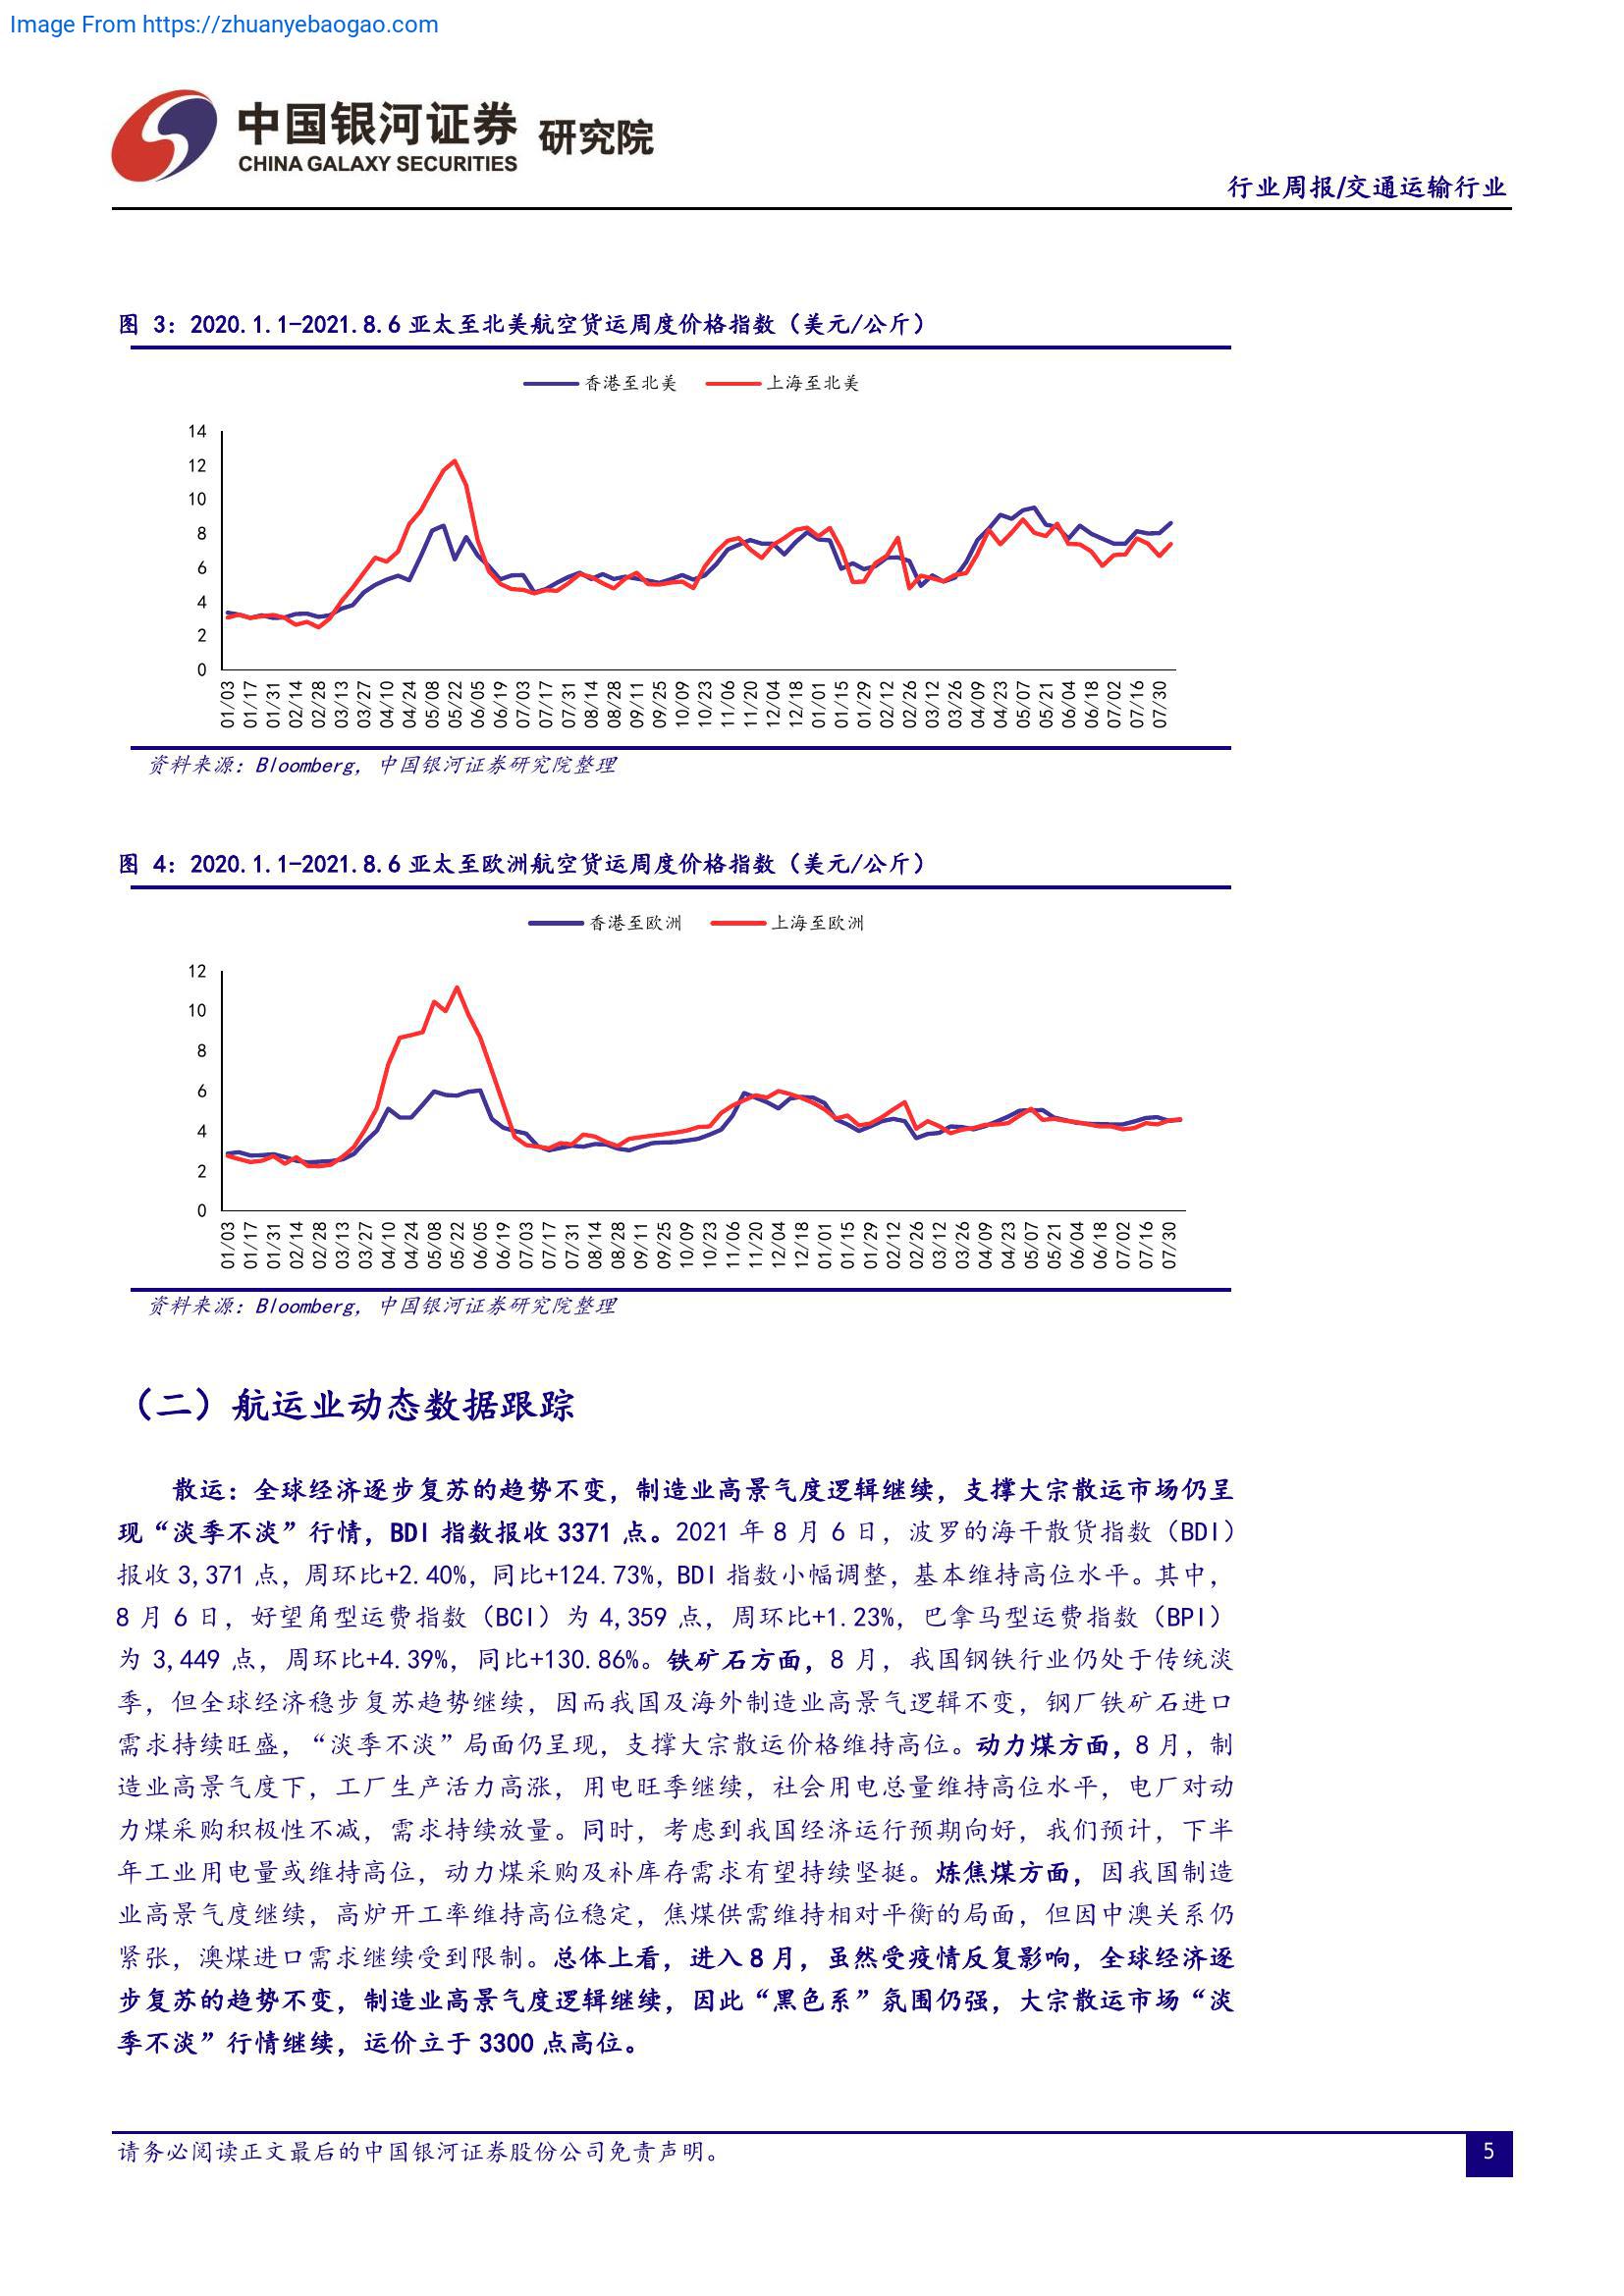 Image From https://zhuanyebaogao.com
中国银河证券 研究院
CHINA GALAXY SECURITIES
行业周报/交通运输行业
图 3：2020.1.1-2021.8.6 亚太至北美航空货运周度价格指数（美元/公斤）
香港至北美 上海至北美
14
12
10
8
6
4
2
0
01/03 01/17 01/31 02/14 02/28 03/13 03/27 04/10 04/24 05/08 05/22 06/05 06/19 07/03 07/17 07/31 08/14 08/28 09/11 09/25 10/09 10/23 11/06 11/20 12/04 12/18 01/01 01/15 01/29 02/12 02/26 03/12 03/26 04/09 04/23 05/07 05/21 06/04 06/18 07/02 07/16 07/30
资料来源：Bloomberg, 中国银河证券研究院整理
图 4：2020.1.1-2021.8.6 亚太至欧洲航空货运周度价格指数（美元/公斤）
香港至欧洲 上海至欧洲
12
10
8
6
4
2
0
01/03 01/17 01/31 02/14 02/28 03/13 03/27 04/10 04/24 05/08 05/22 06/05 06/19 07/03 07/17 07/31 08/14 08/28 09/11 09/25 10/09 10/23 11/06 11/20 12/04 12/18 01/01 01/15 01/29 02/12 02/26 03/12 03/26 04/09 04/23 05/07 05/21 06/04 06/18 07/02 07/16 07/30
资料来源：Bloomberg, 中国银河证券研究院整理
（二）航运业动态数据跟踪
散运：全球经济逐步复苏的趋势不变，制造业高景气度逻辑继续，支撑大宗散运市场仍呈
现“淡季不淡”行情，BDI 指数报收 3371 点。2021 年 8 月 6 日，波罗的海干散货指数（BDI）
报收 3,371 点，周环比+2.40%，同比+124.73%，BDI 指数小幅调整，基本维持高位水平。其中，
8 月 6 日，好望角型运费指数（BCI）为 4,359 点，周环比+1.23%，巴拿马型运费指数（BPI）
为 3,449 点，周环比+4.39%，同比+130.86%。铁矿石方面，8 月，我国钢铁行业仍处于传统淡
季，但全球经济稳步复苏趋势继续，因而我国及海外制造业高景气逻辑不变，钢厂铁矿石进口
需求持续旺盛，“淡季不淡”局面仍呈现，支撑大宗散运价格维持高位。动力煤方面，8 月，制
造业高景气度下，工厂生产活力高涨，用电旺季继续，社会用电总量维持高位水平，电厂对动
力煤采购积极性不减，需求持续放量。同时，考虑到我国经济运行预期向好，我们预计，下半
年工业用电量或维持高位，动力煤采购及补库存需求有望持续坚挺。炼焦煤方面，因我国制造
业高景气度继续，高炉开工率维持高位稳定，焦煤供需维持相对平衡的局面，但因中澳关系仍
紧张，澳煤进口需求继续受到限制。总体上看，进入 8 月，虽然受疫情反复影响，全球经济逐
步复苏的趋势不变，制造业高景气度逻辑继续，因此“黑色系”氛围仍强，大宗散运市场“淡
季不淡”行情继续，运价立于 3300 点高位。
请务必阅读正文最后的中国银河证券股份公司免责声明。
5